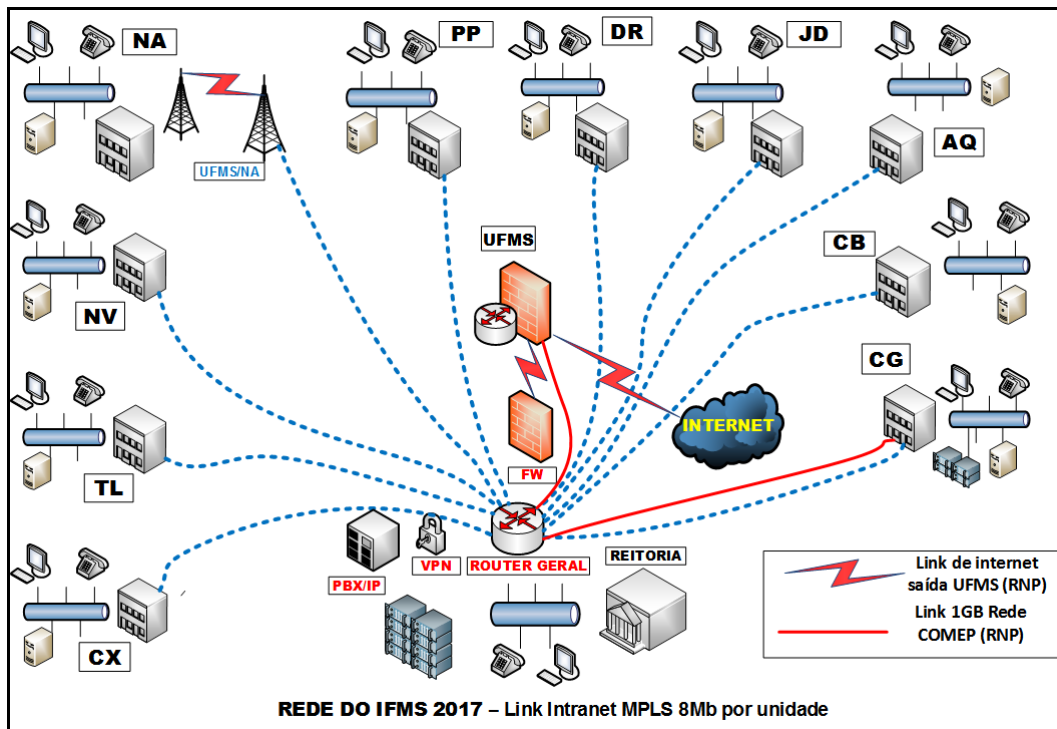 NA
PP
DR
JD
AQ
UFMS/NA
UFMS
CB
NV
CG
INTERNET
TL
FW
REITORIA
VPN
ROUTER GERAL
PBX/IP
CX
Link de internet
saída UFMS (RNP)
Link 1GB Rede
COMEP (RNP)
REDE DO IFMS 2017 – Link Intranet MPLS 8Mb por unidade